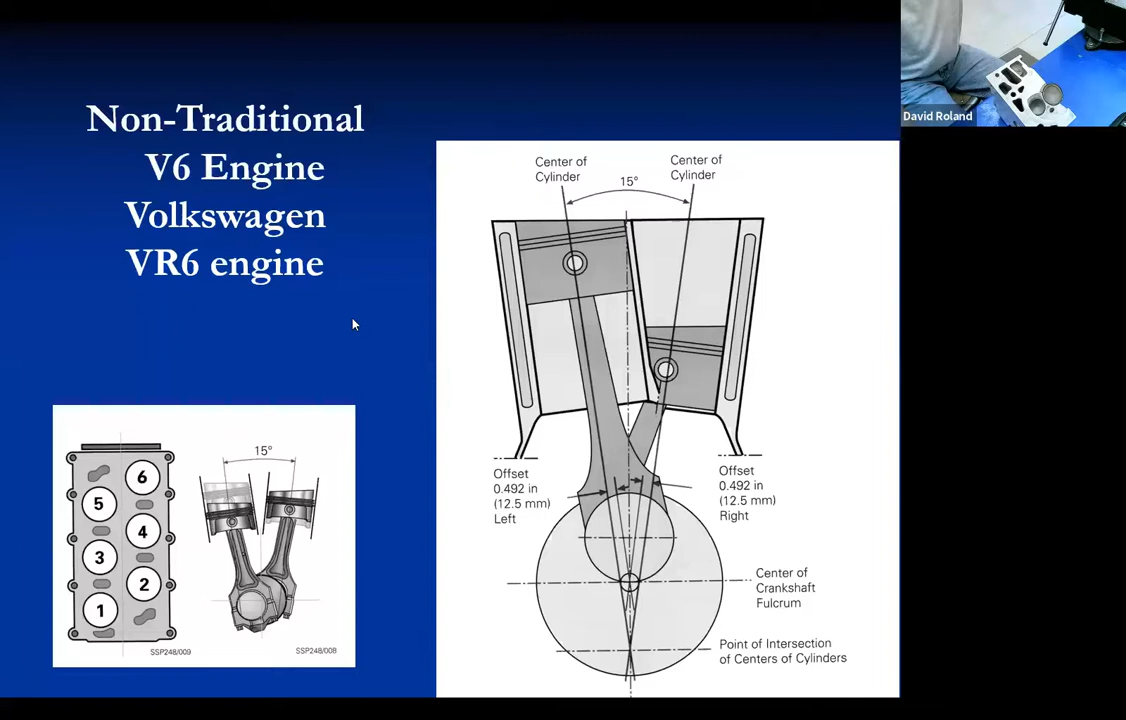 Non-Traditional
V6 Engine
Volkswagen
VR6 engine
David Roland
Center of
Cylinder
Center of
Cylinder
15°
Offset
0.492 in
(12.5 mm)
Left
Offset
0.492 in
(12.5 mm)
Right
Center of
Crankshaft
Fulcrum
Point of Intersection
of Centers of Cylinders
6
5
4
3
2
1
SSP248/009
15°
SSP248/008